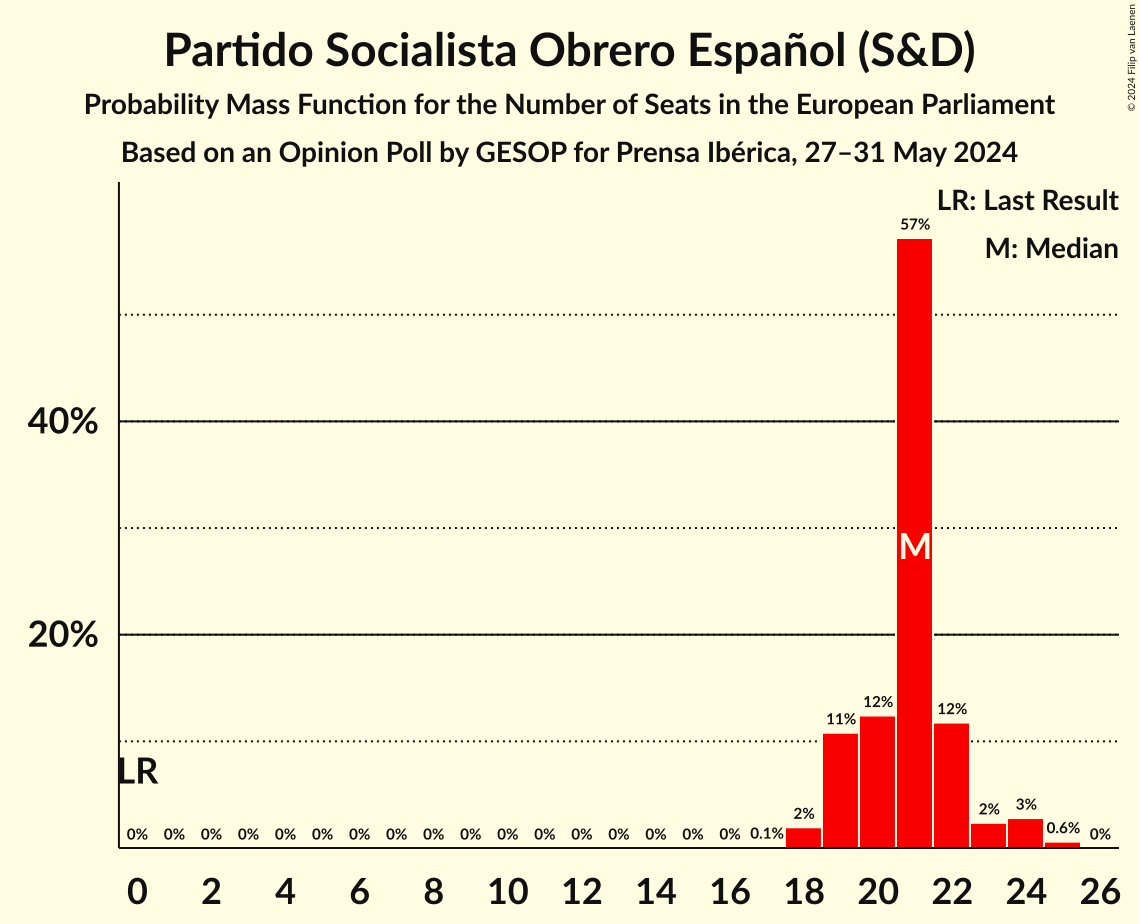 Partido Socialista Obrero Español (S&D)
Probability Mass Function for the Number of Seats in the European Parliament
Based on an Opinion Poll by GESOP for Prensa Ibérica, 27–31 May 2024
© 2024 Filip van Laenen
LR: Last Result
M: Median
57%
40%
M
20%
12%
12%
11%
LR
3%
2%
2%
0% 0% 0% 0% 0% 0% 0% 0% 0% 0% 0% 0% 0% 0% 0% 0% 0% 0.1% 0.6% 0%
0 2 4 6 8 10 12 14 16 18 20 22 24 26